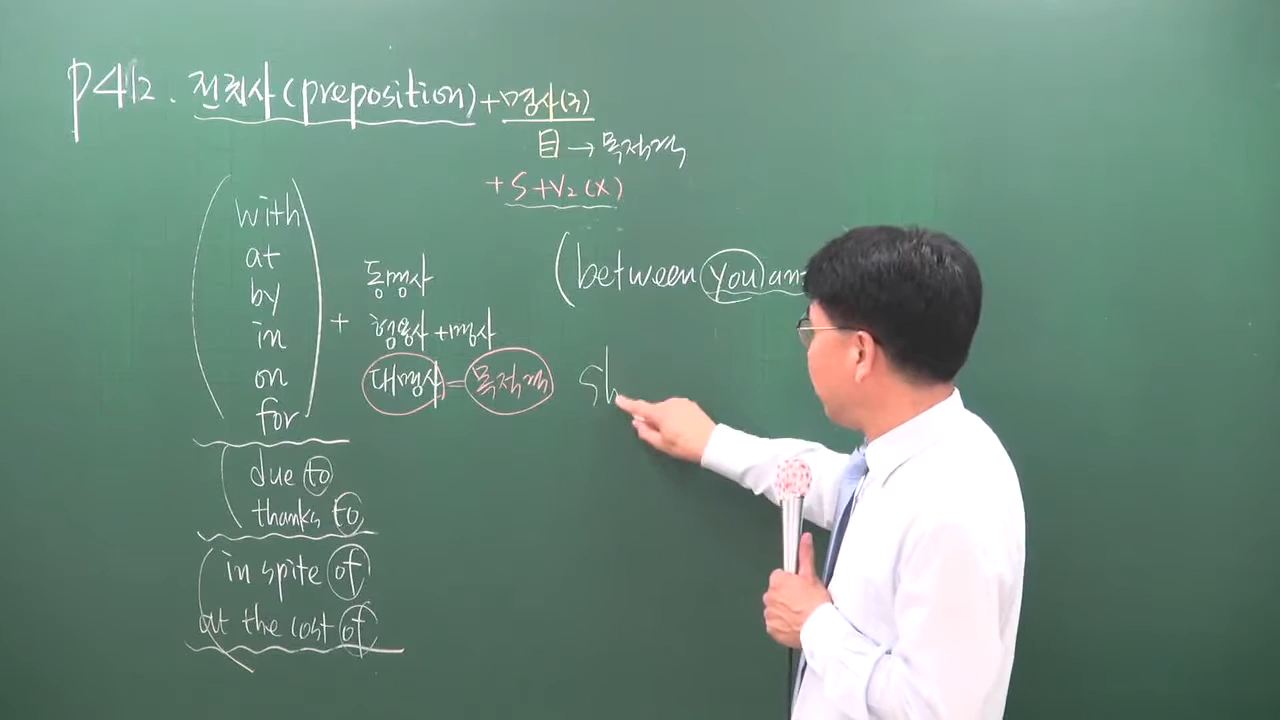 P412. 전치사(preposition)+명사(구)
目→목적격
+S+V2(X)
with
at
by
in
on
for
+
동명사
형용사+명사
대명사=목적격
(between you an
sh
due to
thanks to
in spite of
at the cost of